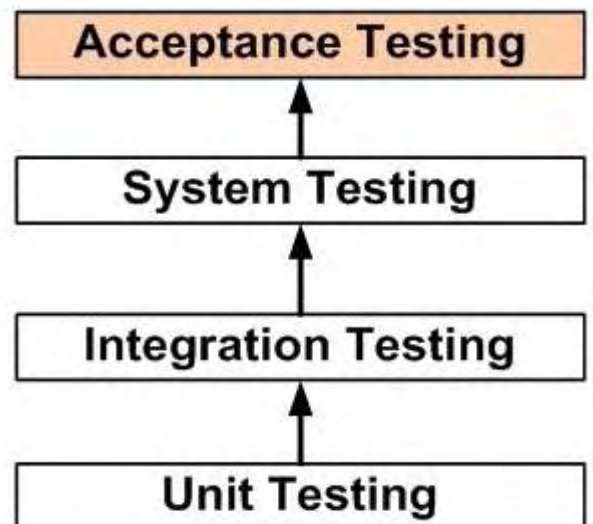 Acceptance Testing
System Testing
Integration Testing
Unit Testing